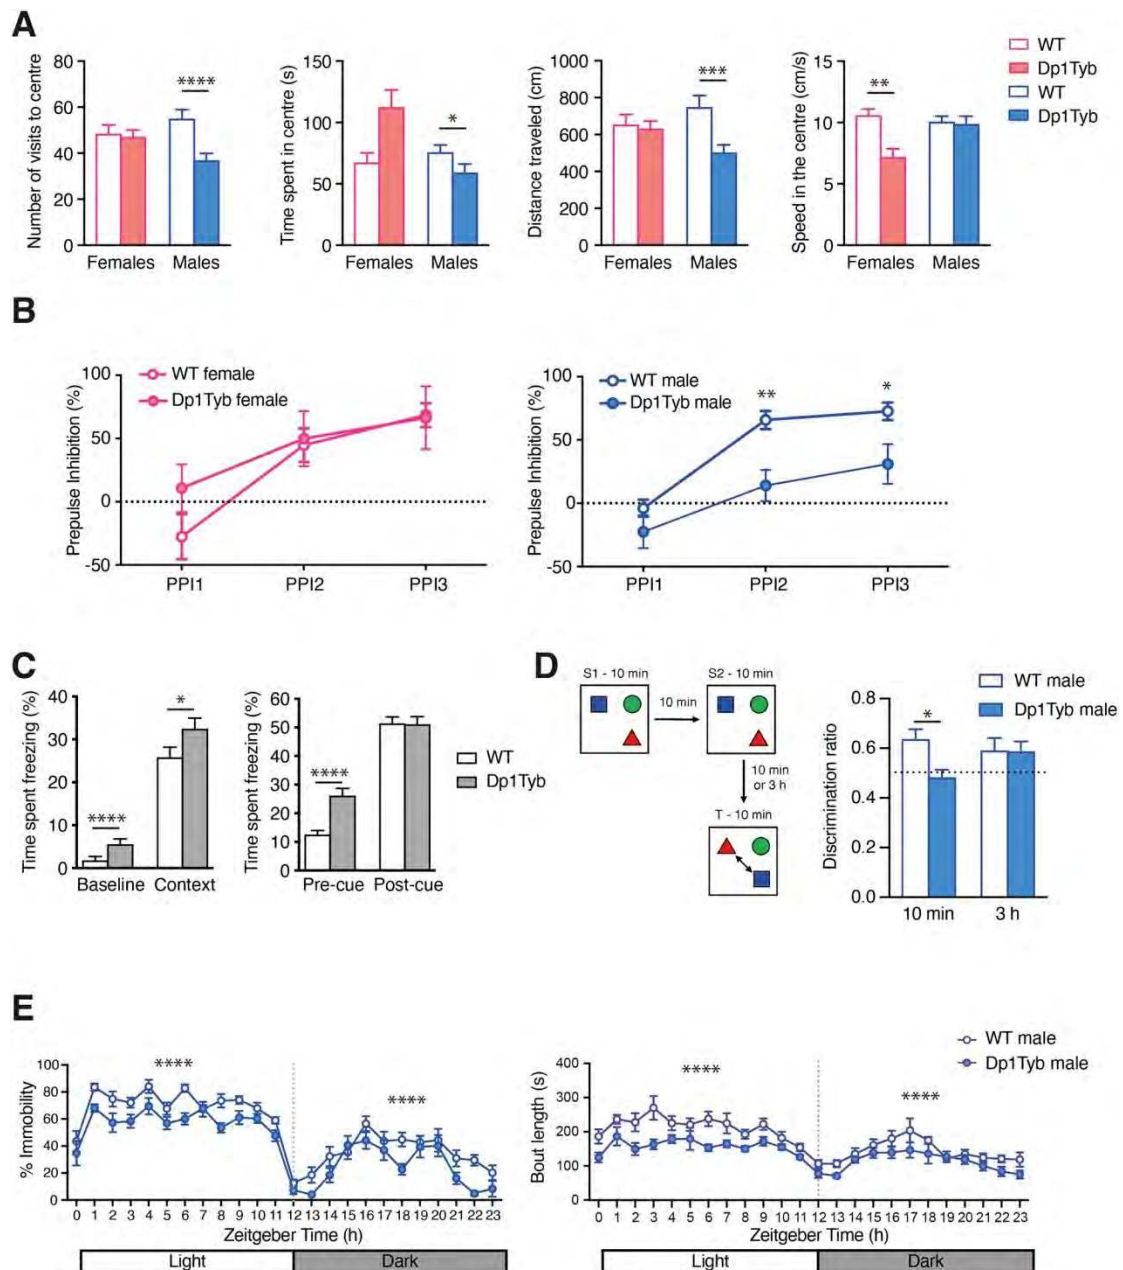 A
Number of visits to centre
80
60
40
20
0
****
Females
Males
Time spent in centre (s)
150
100
50
0
*
Females
Males
Distance traveled (cm)
1000
800
600
400
200
0
***
Females
Males
Speed in the centre (cm/s)
15
10
5
0
**
Females
Males
WT
Dp1Tyb
WT
Dp1Tyb
B
Prepulse Inhibition (%)
100
50
0
-50
WT female
Dp1Tyb female
PPI1
PPI2
PPI3
Prepulse Inhibition (%)
100
50
0
-50
WT male
Dp1Tyb male
**
*
PPI1
PPI2
PPI3
C
Time spent freezing (%)
40
30
20
10
0
****
*
Baseline
Context
Time spent freezing (%)
60
50
40
30
20
10
0
****
Pre-cue
Post-cue
WT
Dp1Tyb
D
S1 - 10 min
10 min
S2 - 10 min
10 min
or 3 h
T - 10 min
Discrimination ratio
0.8
0.6
0.4
0.2
0.0
*
WT male
Dp1Tyb male
10 min
3 h
E
% Immobility
100
80
60
40
20
0
****
****
0 1 2 3 4 5 6 7 8 9 10 11 12 13 14 15 16 17 18 19 20 21 22 23
Zeitgeber Time (h)
Light
Dark
Bout length (s)
400
300
200
100
0
****
****
WT male
Dp1Tyb male
0 1 2 3 4 5 6 7 8 9 10 11 12 13 14 15 16 17 18 19 20 21 22 23
Zeitgeber Time (h)
Light
Dark